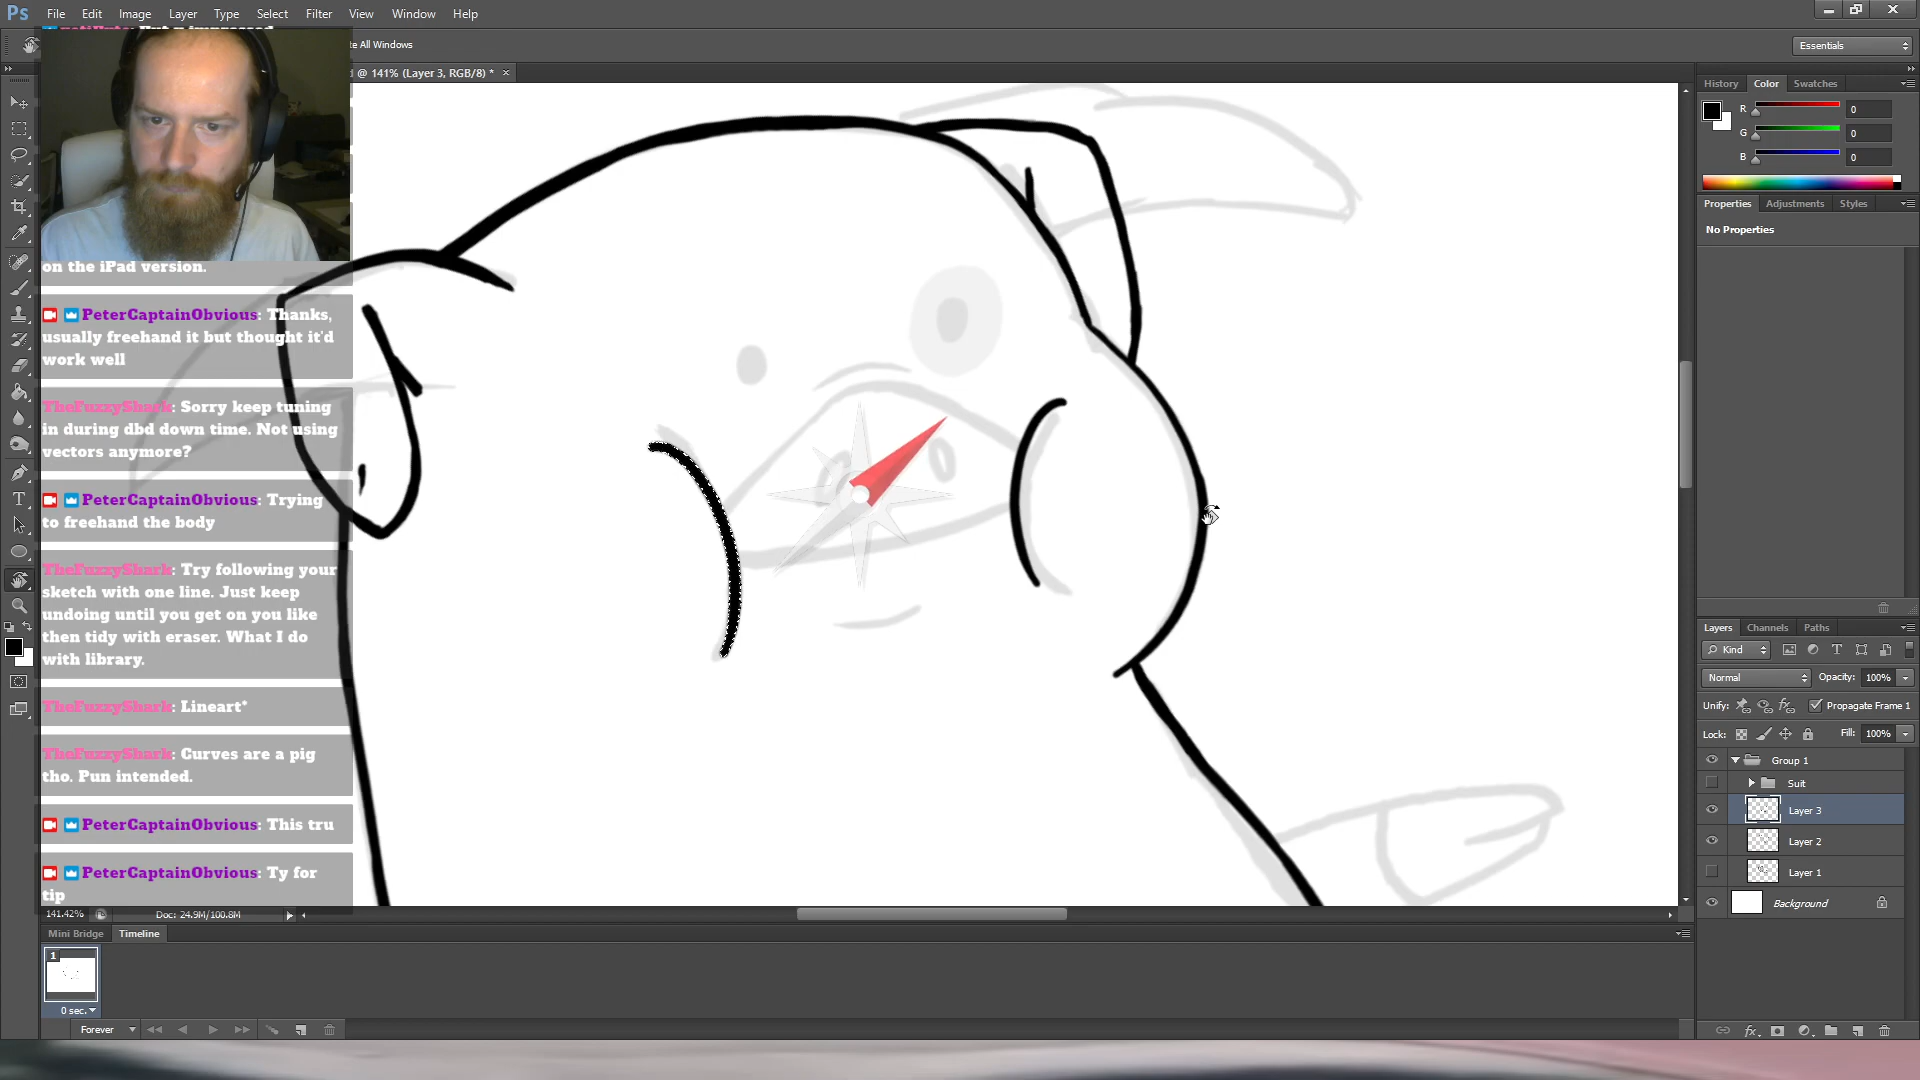 Ps File Edit Image Layer Type Select Filter View Window Help
te All Windows
Essentials
@ 141% (Layer 3, RGB/8) * ×
History Color Swatches
R 0
G 0
B 0
Properties Adjustments Styles
No Properties
on the iPad version.
PeterCaptainObvious: Thanks,
usually freehand it but thought it'd
work well
TheFuzzyShark: Sorry keep tuning
in during dbd down time. Not using
vectors anymore?
PeterCaptainObvious: Trying
to freehand the body
TheFuzzyShark: Try following your
sketch with one line. Just keep
undoing until you get on you like
then tidy with eraser. What I do
with library.
TheFuzzyShark: Lineart*
TheFuzzyShark: Curves are a pig
tho. Pun intended.
PeterCaptainObvious: This tru
PeterCaptainObvious: Ty for
tip
Layers Channels Paths
Kind
Normal Opacity: 100%
Unify: Propagate Frame 1
Lock: Fill: 100%
Group 1
Suit
Layer 3
Layer 2
Layer 1
Background
141.42% Doc: 24.9M/100.8M
Mini Bridge Timeline
1
0 sec.
Forever